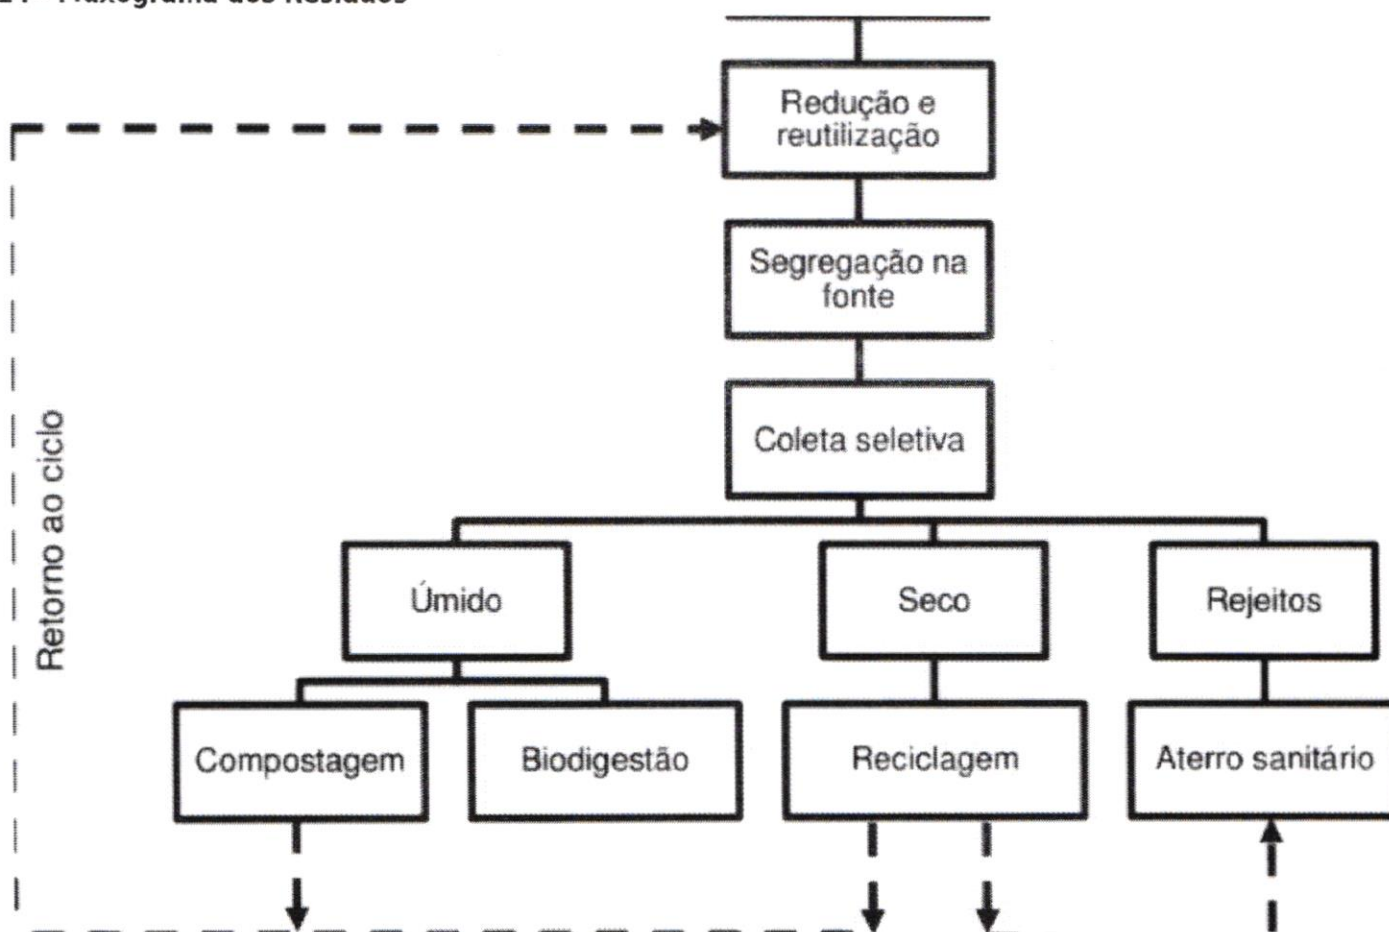 Redução e
reutilização
Segregação na
fonte
Coleta seletiva
Retorno ao ciclo
Úmido
Seco
Rejeitos
Compostagem
Biodigestão
Reciclagem
Aterro sanitário